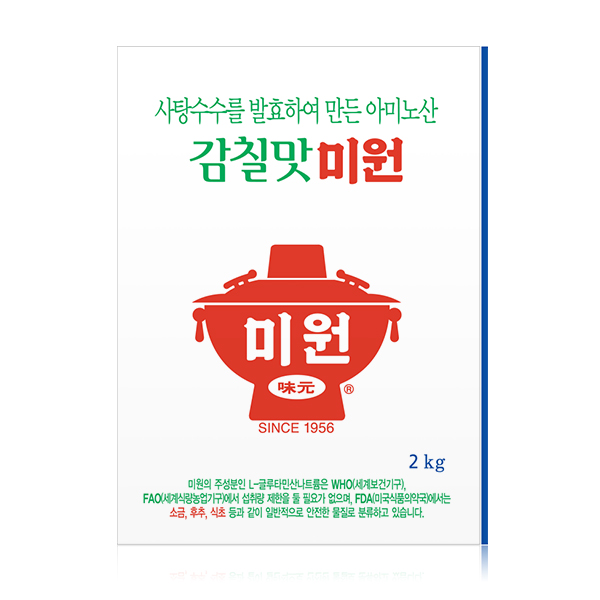 사탕수수를 발효하여 만든 아미노산
감칠맛 미원
미원
味元
®
SINCE 1956
2 kg
미원의 주성분인 L-글루타민산나트륨은 WHO(세계보건기구),
FAO(세계식량농업기구)에서 섭취량 제한을 둘 필요가 없으며, FDA(미국식품의약국)에서는
소금, 후추, 식초 등과 같이 일반적으로 안전한 물질로 분류하고 있습니다.